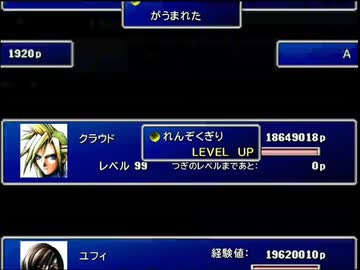 がうまれた
1920p
A
クラウド
れんぞくぎり
LEVEL UP
18649018p
レベル 99
つぎのレベルまであと:
0p
ユフィ
経験値:
19620010p